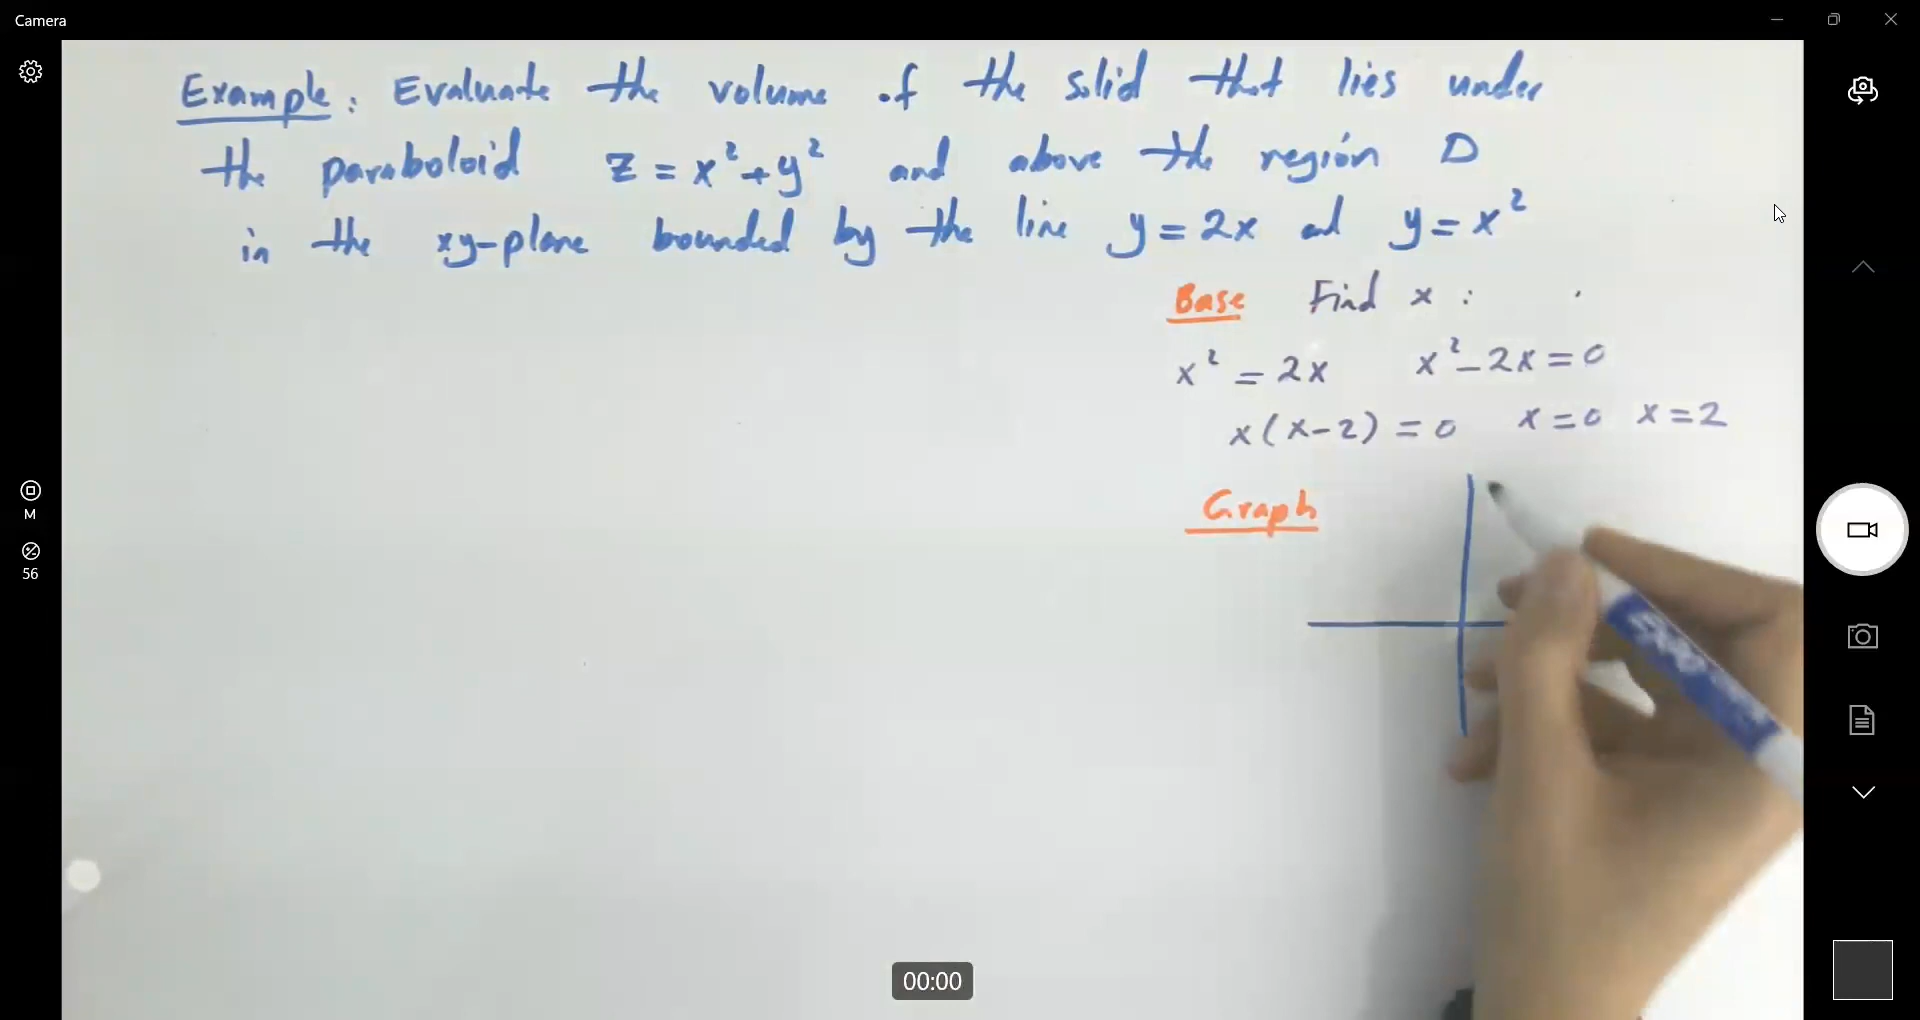 Camera
Example: Evaluate the volume of the solid that lies under
the paraboloid z = x² + y² and above the region D
in the xy-plane bounded by the line y = 2x and y = x²
Base Find x :
x² = 2x x² - 2x = 0
x(x-2) = 0 x = 0 x = 2
Graph
M
56
00:00